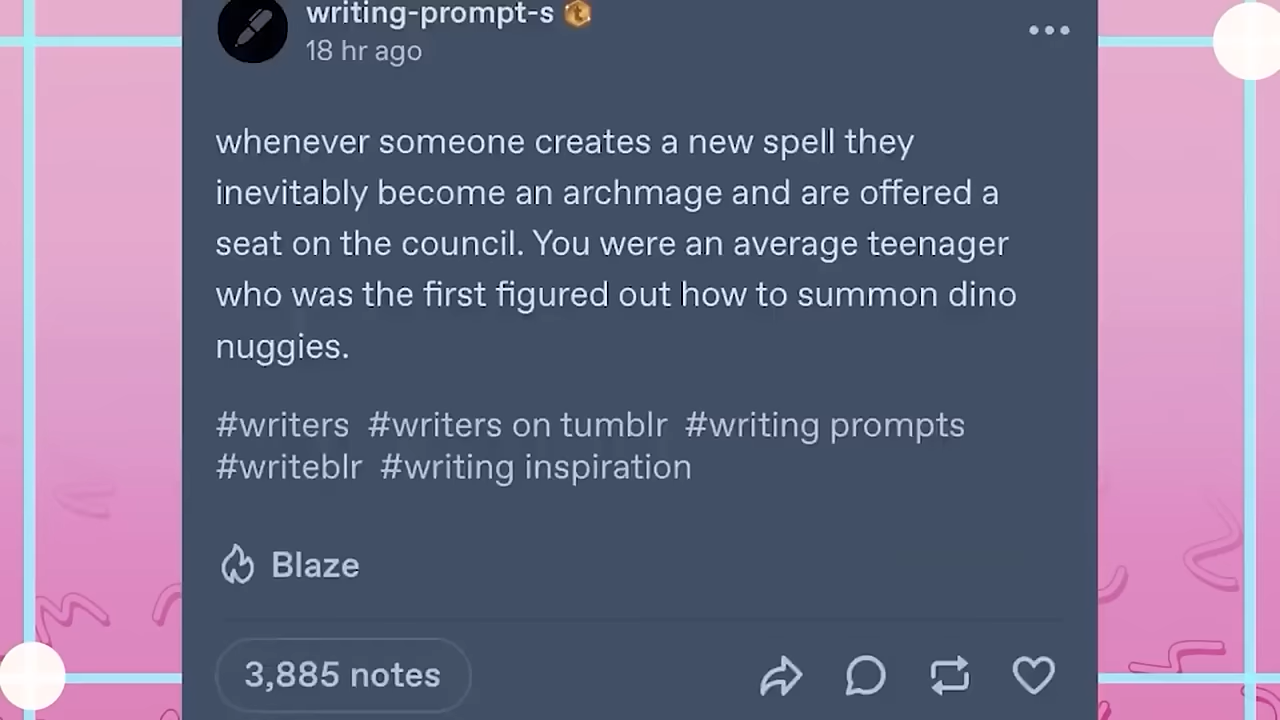 writing-prompt-s
18 hr ago
whenever someone creates a new spell they
inevitably become an archmage and are offered a
seat on the council. You were an average teenager
who was the first figured out how to summon dino
nuggies.
#writers #writers on tumblr #writing prompts
#writeblr #writing inspiration
Blaze
3,885 notes